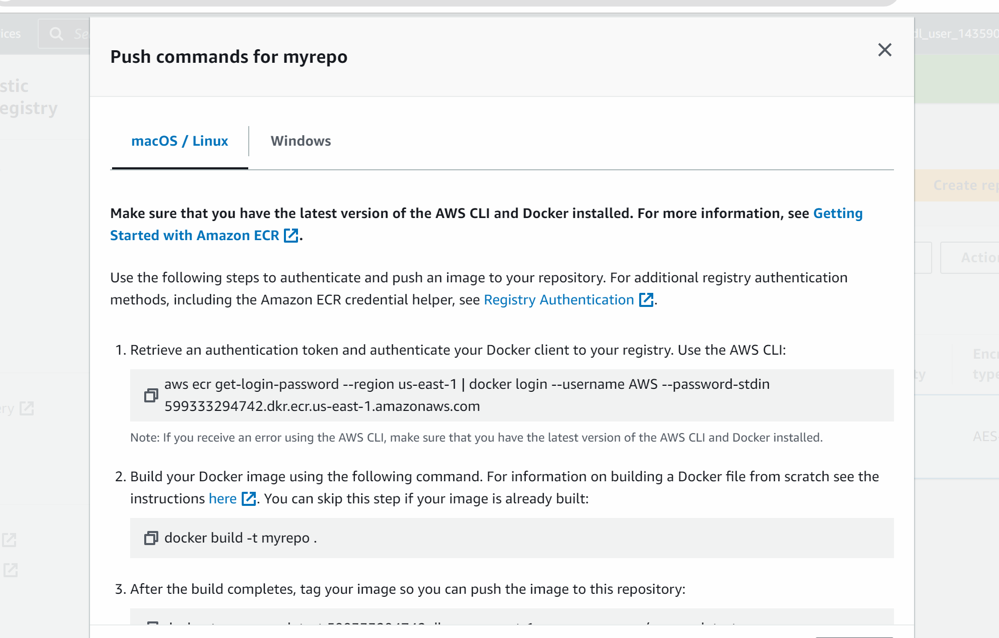 ices
dl_user_143590
Push commands for myrepo
stic
egistry
macOS / Linux
Windows
Create rep
Make sure that you have the latest version of the AWS CLI and Docker installed. For more information, see Getting
Started with Amazon ECR .
Use the following steps to authenticate and push an image to your repository. For additional registry authentication
methods, including the Amazon ECR credential helper, see Registry Authentication .
1. Retrieve an authentication token and authenticate your Docker client to your registry. Use the AWS CLI:
aws ecr get-login-password --region us-east-1 | docker login --username AWS --password-stdin
599333294742.dkr.ecr.us-east-1.amazonaws.com
Note: If you receive an error using the AWS CLI, make sure that you have the latest version of the AWS CLI and Docker installed.
2. Build your Docker image using the following command. For information on building a Docker file from scratch see the
instructions here . You can skip this step if your image is already built:
docker build -t myrepo .
3. After the build completes, tag your image so you can push the image to this repository: